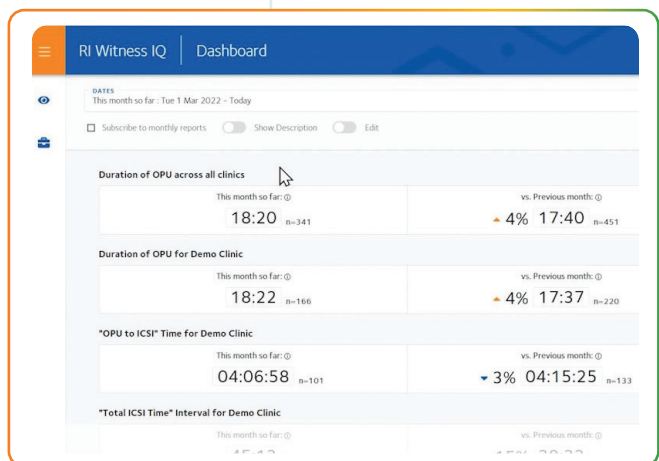 RI Witness IQ Dashboard
DATES
This month so far : Tue 1 Mar 2022 - Today
Subscribe to monthly reports Show Description Edit
Duration of OPU across all clinics
This month so far: vs. Previous month:
18:20 n=341 4% 17:40 n=451
Duration of OPU for Demo Clinic
This month so far: vs. Previous month:
18:22 n=166 4% 17:37 n=220
"OPU to ICSI" Time for Demo Clinic
This month so far: vs. Previous month:
04:06:58 n=101 3% 04:15:25 n=133
"Total ICSI Time" Interval for Demo Clinic
This month so far: vs. Previous month: